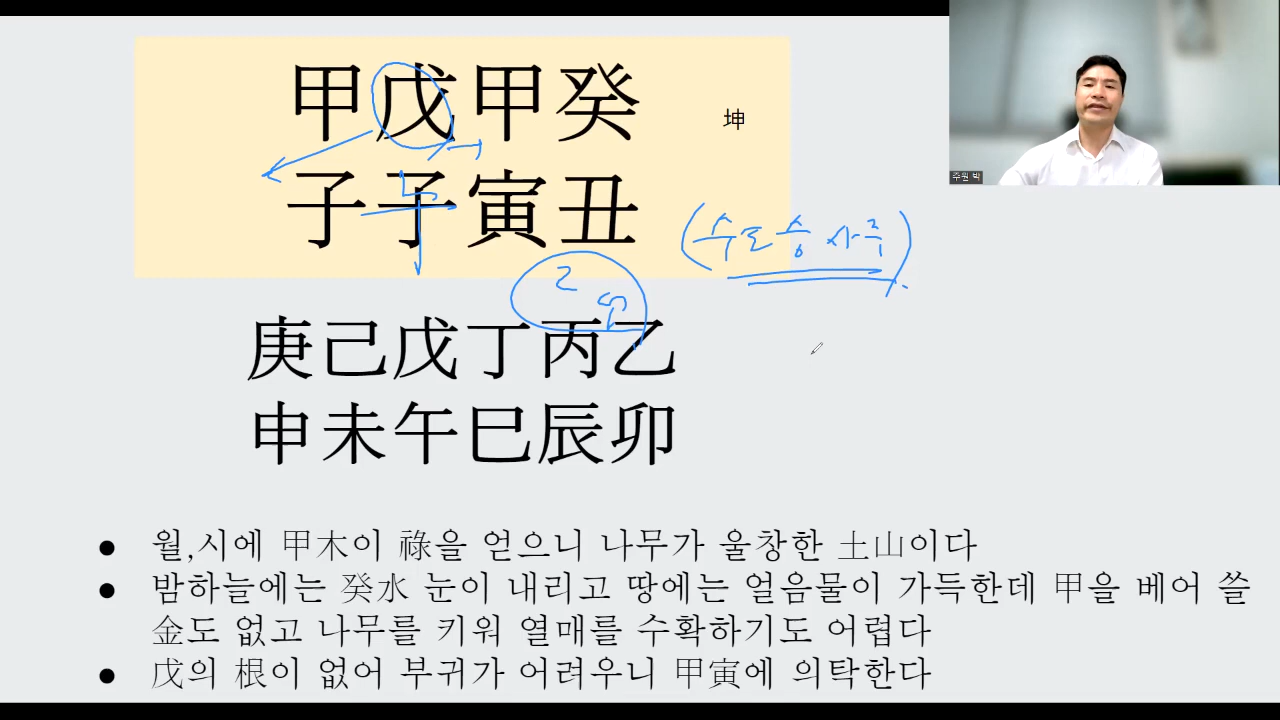 甲戊甲癸
坤
子子寅丑
(수도승 사주)
庚己戊丁丙乙
申未午巳辰卯
● 월,시에 甲木이 祿을 얻으니 나무가 울창한 土山이다
● 밤하늘에는 癸水 눈이 내리고 땅에는 얼음물이 가득한데 甲을 베어 쓸
金도 없고 나무를 키워 열매를 수확하기도 어렵다
● 戊의 根이 없어 부귀가 어려우니 甲寅에 의탁한다
주원 박